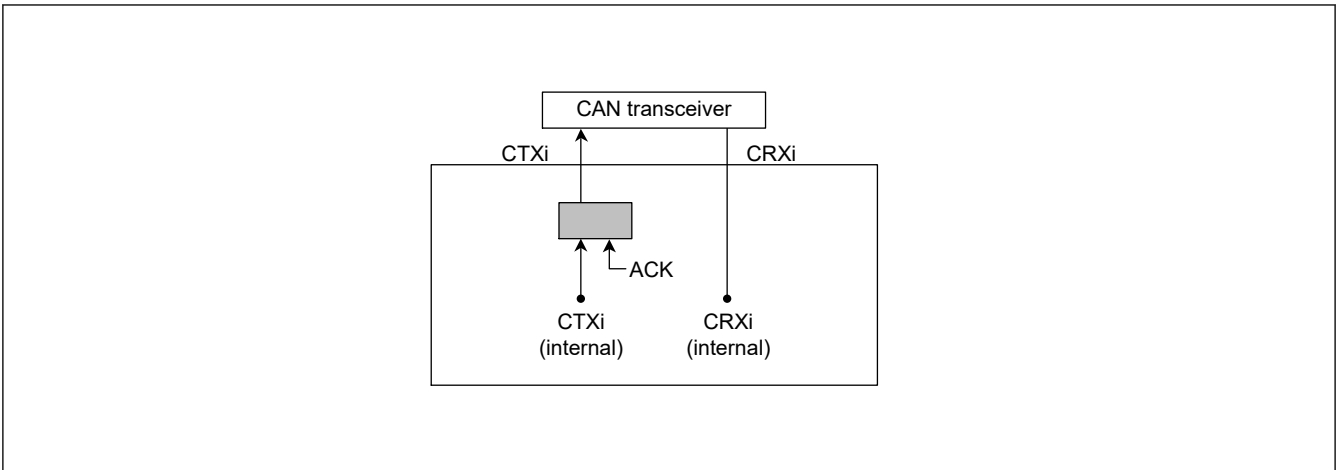 CAN transceiver
CTXi
CRXi
ACK
CTXi
(internal)
CRXi
(internal)